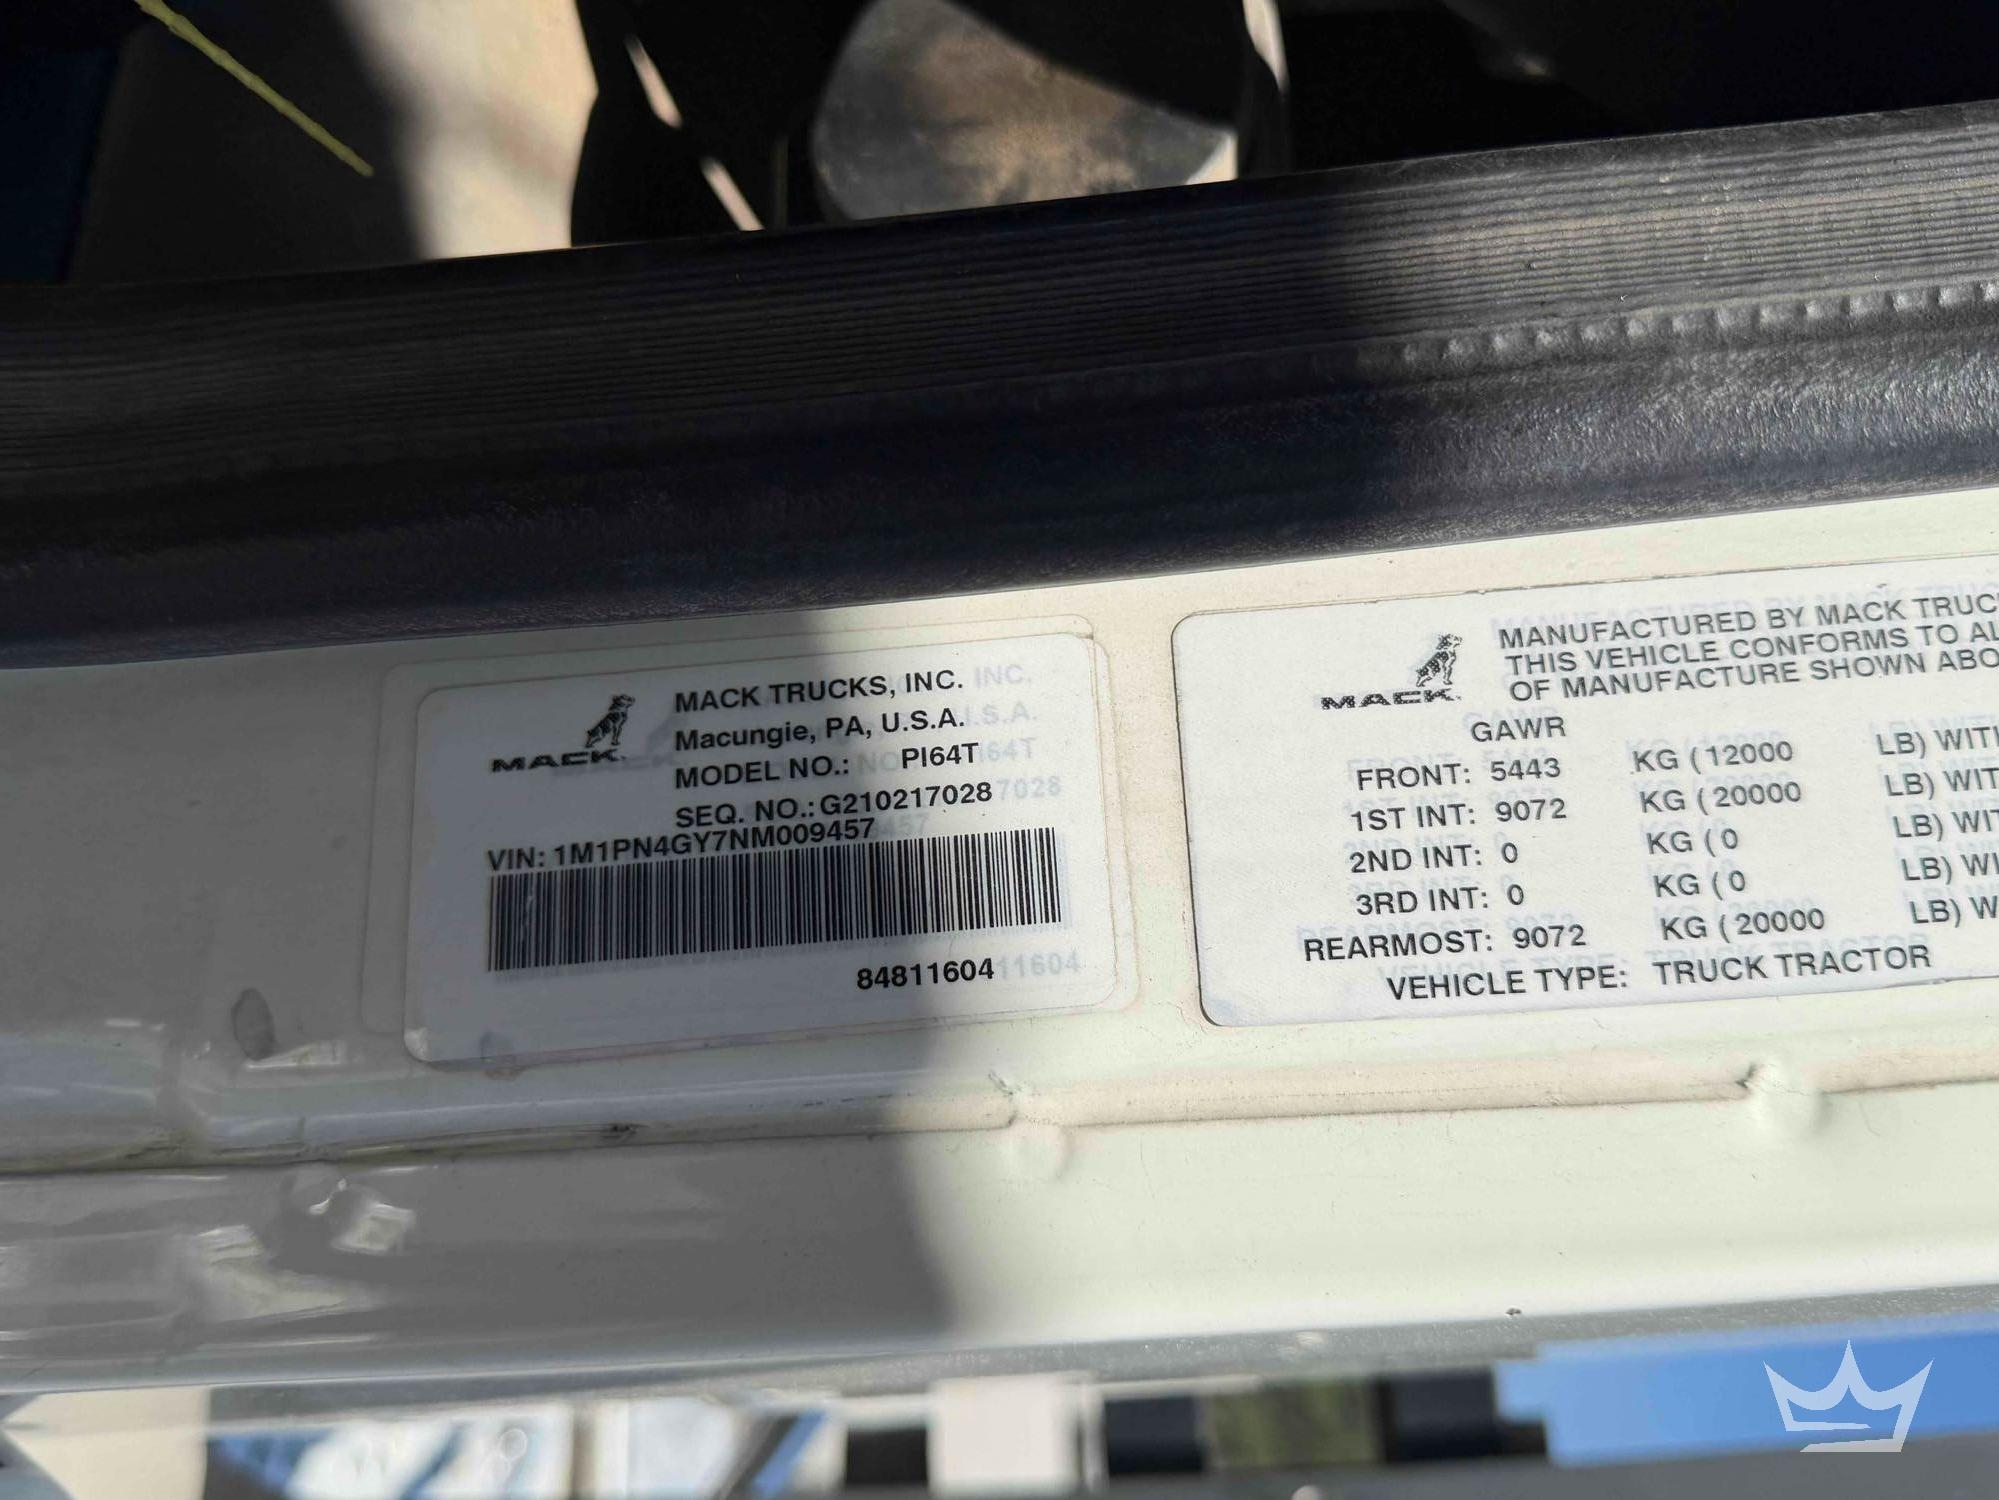 MACK
MACK TRUCKS, INC.
Macungie, PA, U.S.A.
MODEL NO.: PI64T
SEQ. NO.: G210217028
VIN: 1M1PN4GY7NM009457
84811604
MACK
MANUFACTURED BY MACK TRUC
THIS VEHICLE CONFORMS TO AL
OF MANUFACTURE SHOWN ABO
GAWR
FRONT: 5443 KG ( 12000 LB) WIT
1ST INT: 9072 KG ( 20000 LB) WIT
2ND INT: 0 KG ( 0 LB) WIT
3RD INT: 0 KG ( 0 LB) WI
REARMOST: 9072 KG ( 20000 LB) W
VEHICLE TYPE: TRUCK TRACTOR